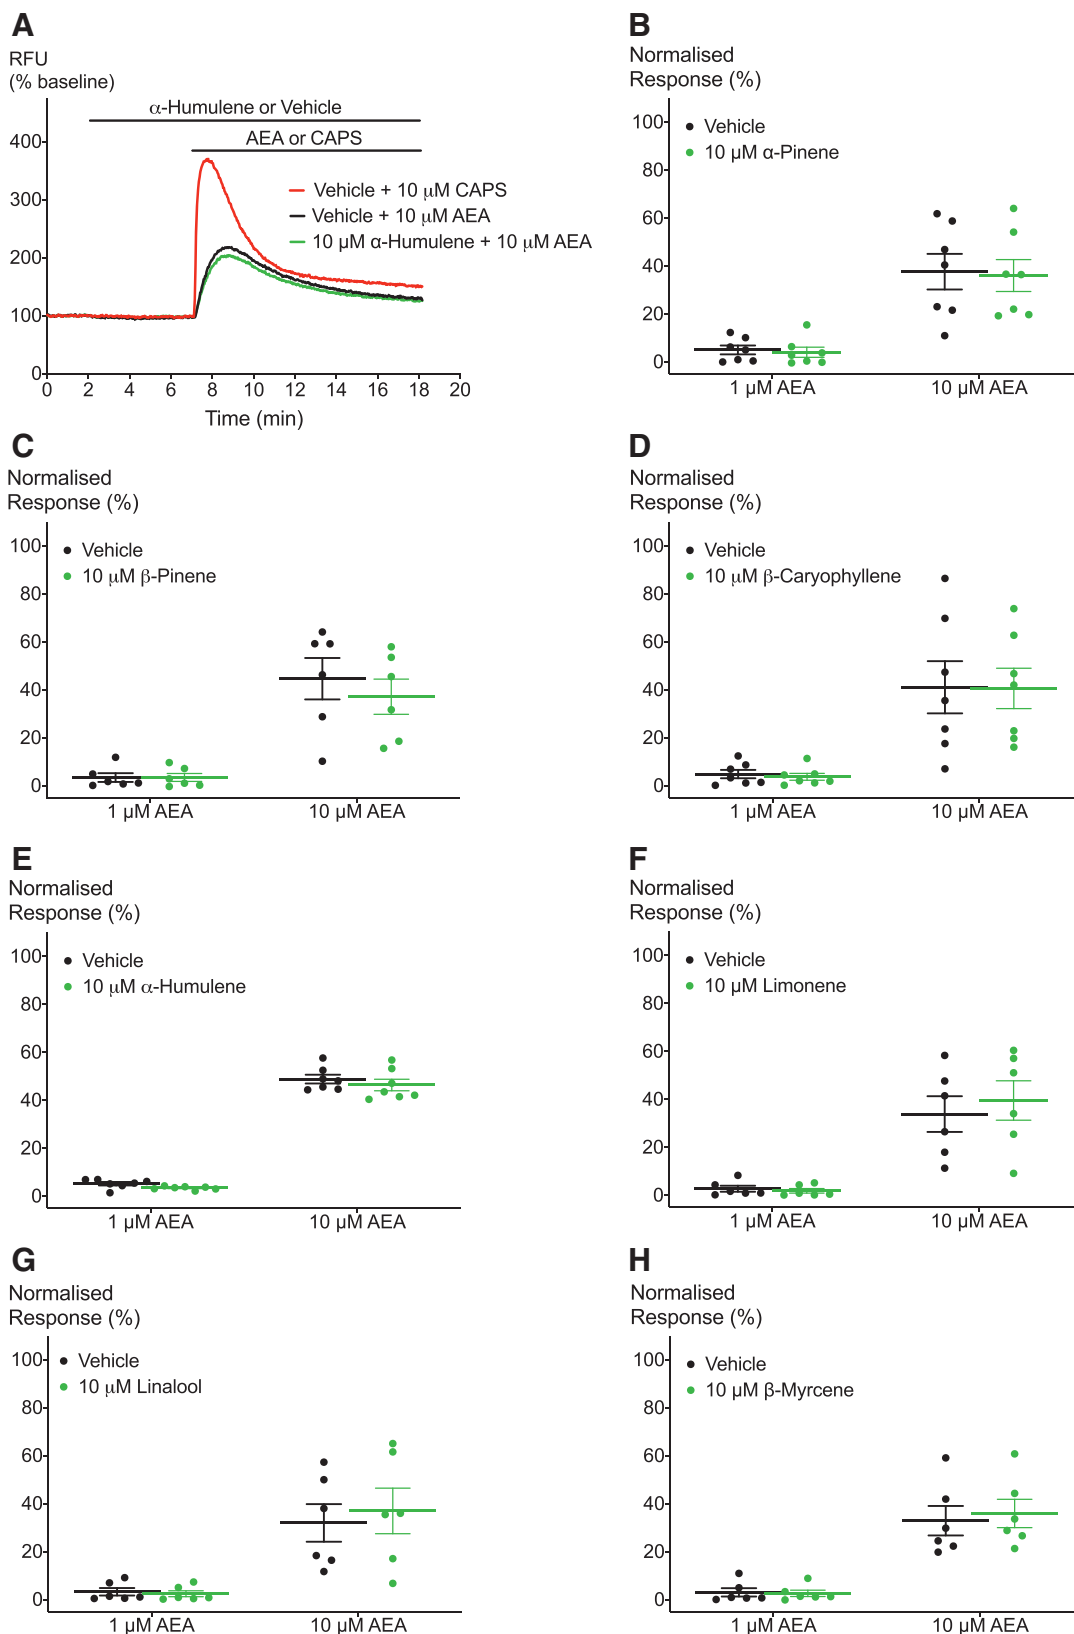 A
RFU
(% baseline)
α-Humulene or Vehicle
AEA or CAPS
400
300
200
100
0
Vehicle + 10 μM CAPS
Vehicle + 10 μM AEA
10 μM α-Humulene + 10 μM AEA
0 2 4 6 8 10 12 14 16 18 20
Time (min)
B
Normalised
Response (%)
100
80
60
40
20
0
Vehicle
10 μM α-Pinene
1 μM AEA 10 μM AEA
C
Normalised
Response (%)
100
80
60
40
20
0
Vehicle
10 μM β-Pinene
1 μM AEA 10 μM AEA
D
Normalised
Response (%)
100
80
60
40
20
0
Vehicle
10 μM β-Caryophyllene
1 μM AEA 10 μM AEA
E
Normalised
Response (%)
100
80
60
40
20
0
Vehicle
10 μM α-Humulene
1 μM AEA 10 μM AEA
F
Normalised
Response (%)
100
80
60
40
20
0
Vehicle
10 μM Limonene
1 μM AEA 10 μM AEA
G
Normalised
Response (%)
100
80
60
40
20
0
Vehicle
10 μM Linalool
1 μM AEA 10 μM AEA
H
Normalised
Response (%)
100
80
60
40
20
0
Vehicle
10 μM β-Myrcene
1 μM AEA 10 μM AEA